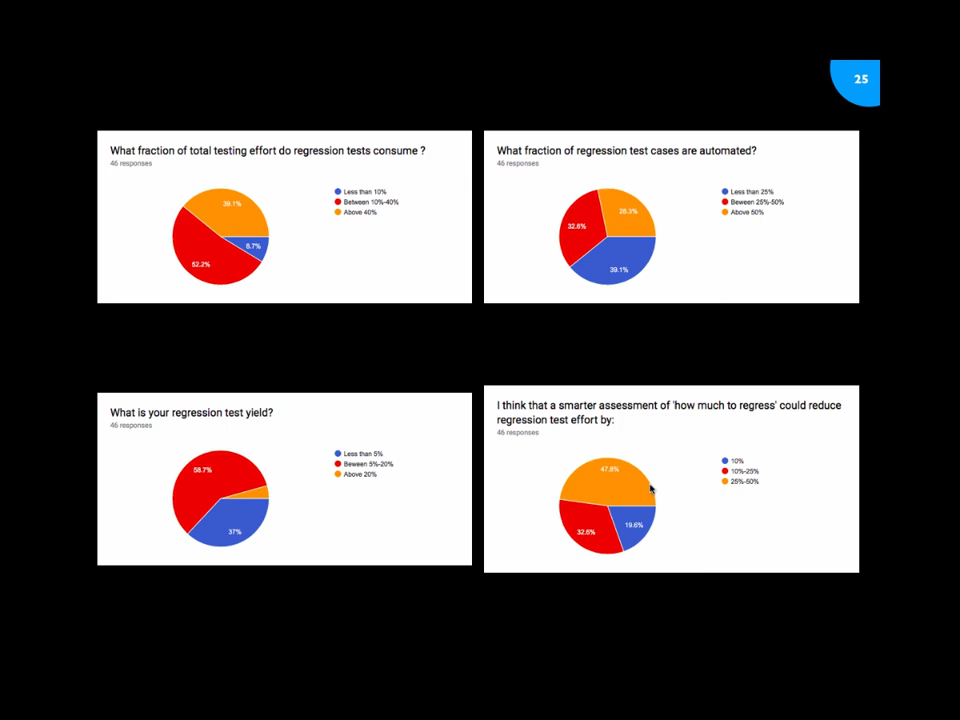 25
What fraction of total testing effort do regression tests consume ?
46 responses
Less than 10%
Between 10%-40%
Above 40%
39.1%
8.7%
52.2%
What fraction of regression test cases are automated?
46 responses
Less than 25%
Beween 25%-50%
Above 50%
28.3%
32.6%
39.1%
What is your regression test yield?
46 responses
Less than 5%
Beween 5%-20%
Above 20%
58.7%
37%
I think that a smarter assessment of 'how much to regress' could reduce
regression test effort by:
46 responses
10%
10%-25%
25%-50%
47.8%
19.6%
32.6%